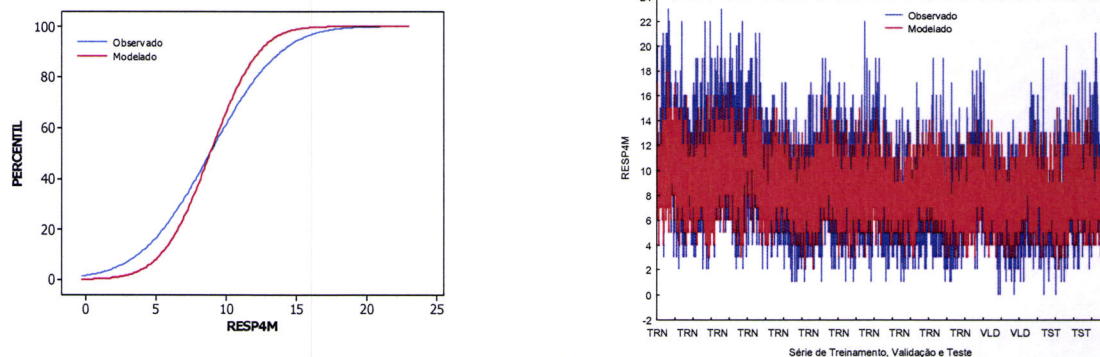 100
80
60
40
20
0
PERCENTIL
Observado
Modelado
0 5 10 15 20 25
RESP4M
24
22
20
18
16
14
12
10
8
6
4
2
0
-2
RESP4M
Observado
Modelado
TRN TRN TRN TRN TRN TRN TRN TRN TRN VLD VLD TST TST
Série de Treinamento, Validação e Teste